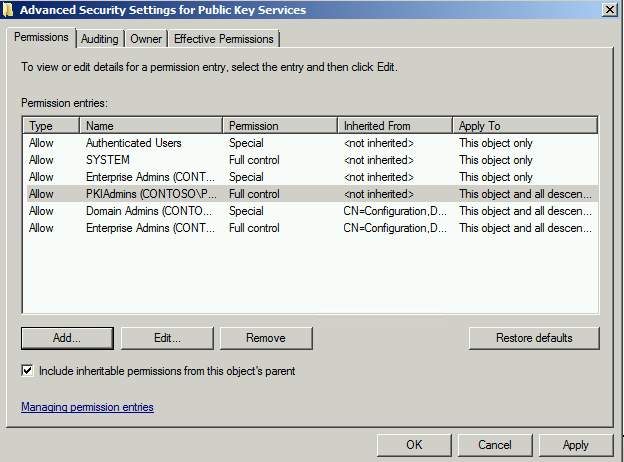 Advanced Security Settings for Public Key Services
Permissions Auditing Owner Effective Permissions
To view or edit details for a permission entry, select the entry and then click Edit.
Permission entries:
Type Name Permission Inherited From Apply To
Allow Authenticated Users Special <not inherited> This object only
Allow SYSTEM Full control <not inherited> This object only
Allow Enterprise Admins (CONT... Special <not inherited> This object only
Allow PKIAdmins (CONTOSO\P... Full control <not inherited> This object and all descen...
Allow Domain Admins (CONTO... Special CN=Configuration,D... This object and all descen...
Allow Enterprise Admins (CONT... Full control CN=Configuration,D... This object and all descen...
Add... Edit... Remove Restore defaults
Include inheritable permissions from this object's parent
Managing permission entries
OK Cancel Apply